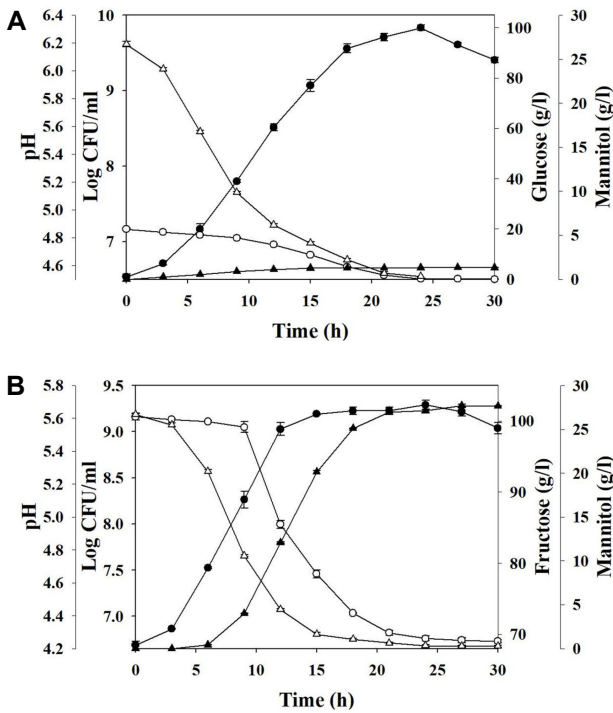 A
6.4 10 100 30
6.2 25
6.0 9 80 20
5.8
5.6 60 15
5.4 8
5.2 40 10
5.0
4.8 7 20 5
4.6 0 0
pH
Log CFU/ml
Glucose (g/l)
Mannitol (g/l)
0 5 10 15 20 25 30
Time (h)
B
5.8 9.5 30
5.6 9.0 100 25
5.4
5.2 8.5 90 20
5.0 8.0 15
4.8 7.5 80 10
4.6
4.4 7.0 5
4.2 70 0
pH
Log CFU/ml
Fructose (g/l)
Mannitol (g/l)
0 5 10 15 20 25 30
Time (h)